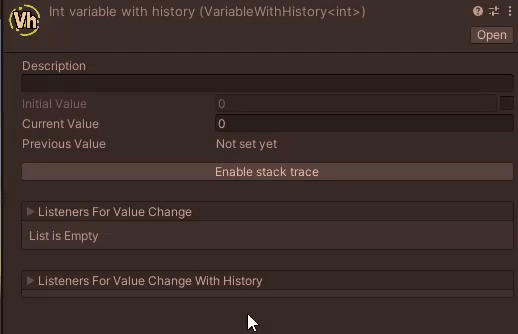 Vh Int variable with history (VariableWithHistory<int>)
Open
Description
Initial Value 0
Current Value 0
Previous Value Not set yet
Enable stack trace
Listeners For Value Change
List is Empty
Listeners For Value Change With History